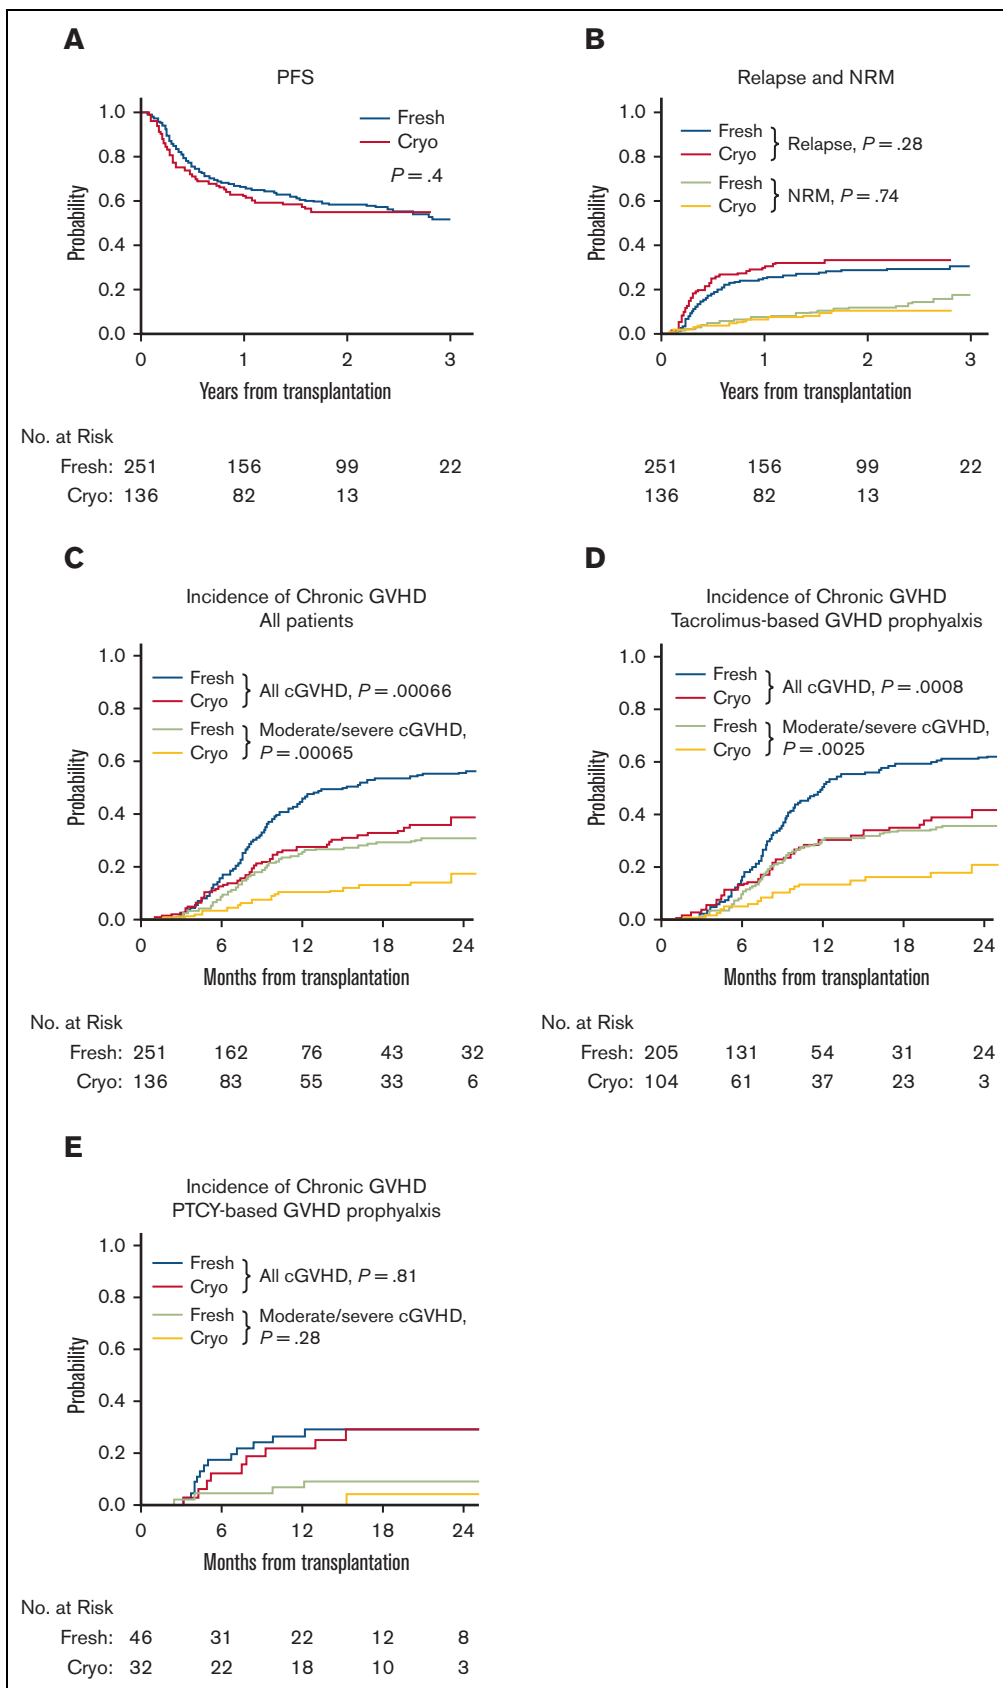 A
PFS
1.0
0.8
0.6
0.4
0.2
0.0
Probability
Fresh
Cryo
P = .4
0 1 2 3
Years from transplantation
No. at Risk
Fresh: 251 156 99 22
Cryo: 136 82 13
B
Relapse and NRM
1.0
0.8
0.6
0.4
0.2
0.0
Probability
Fresh
Cryo
Relapse, P = .28
Fresh
Cryo
NRM, P = .74
0 1 2 3
Years from transplantation
251 156 99 22
136 82 13
C
Incidence of Chronic GVHD
All patients
1.0
0.8
0.6
0.4
0.2
0.0
Probability
Fresh
Cryo
All cGVHD, P = .00066
Fresh
Cryo
Moderate/severe cGVHD,
P = .00065
0 6 12 18 24
Months from transplantation
No. at Risk
Fresh: 251 162 76 43 32
Cryo: 136 83 55 33 6
D
Incidence of Chronic GVHD
Tacrolimus-based GVHD prophyalxis
1.0
0.8
0.6
0.4
0.2
0.0
Probability
Fresh
Cryo
All cGVHD, P = .0008
Fresh
Cryo
Moderate/severe cGVHD,
P = .0025
0 6 12 18 24
Months from transplantation
No. at Risk
Fresh: 205 131 54 31 24
Cryo: 104 61 37 23 3
E
Incidence of Chronic GVHD
PTCY-based GVHD prophyalxis
1.0
0.8
0.6
0.4
0.2
0.0
Probability
Fresh
Cryo
All cGVHD, P = .81
Fresh
Cryo
Moderate/severe cGVHD,
P = .28
0 6 12 18 24
Months from transplantation
No. at Risk
Fresh: 46 31 22 12 8
Cryo: 32 22 18 10 3